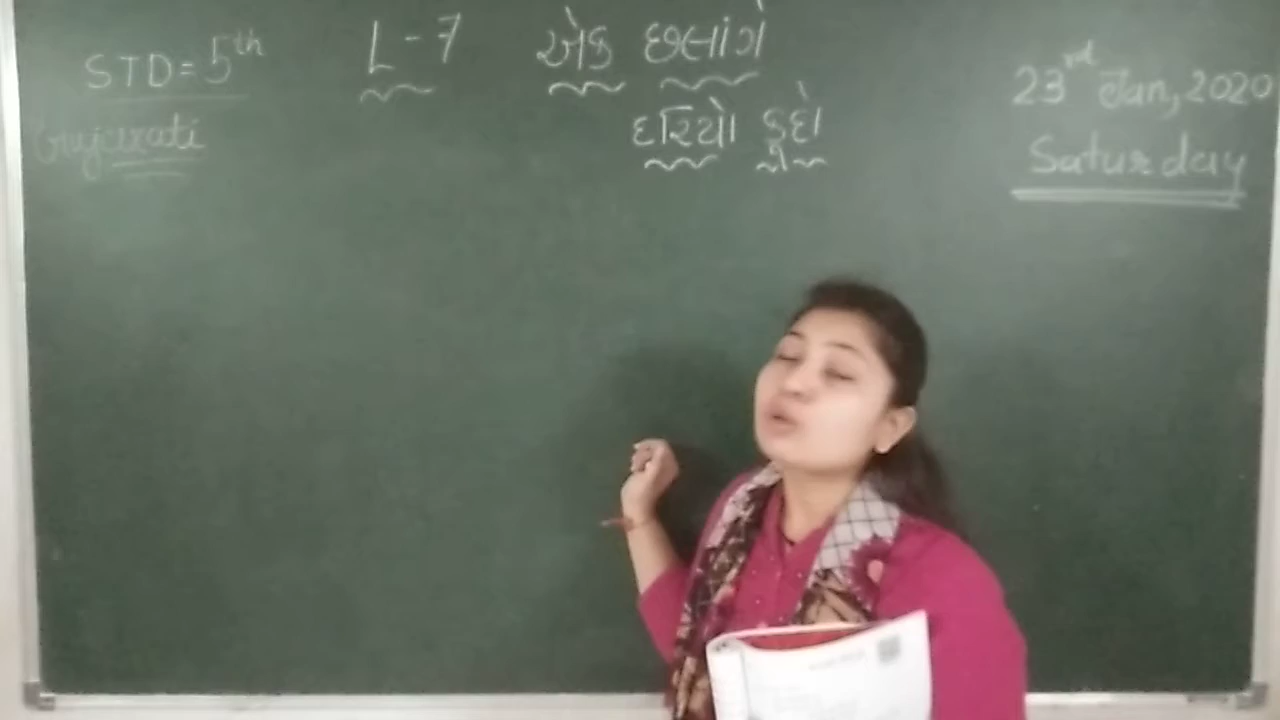 STD = 5th
Gujarati
L - 7
એક છલાંગે
દરિયો કૂદો
23rd Jan, 2020
Saturday